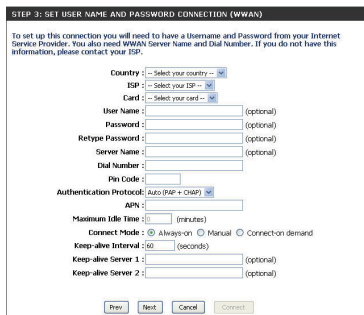 STEP 3: SET USER NAME AND PASSWORD CONNECTION (WWAN)
To set up this connection you will need to have a Username and Password from your Internet
Service Provider. You also need WWAN Server Name and Dial Number. If you do not have this
information, please contact your ISP.
Country : -- Select your country --
ISP : -- Select your ISP --
Card : -- Select your card --
User Name : (optional)
Password : (optional)
Retype Password : (optional)
Server Name : (optional)
Dial Number :
Pin Code :
Authentication Protocol: Auto (PAP + CHAP)
APN :
Maximum Idle Time : 0 (minutes)
Connect Mode : Always-on Manual Connect-on demand
Keep-alive Interval : 60 (seconds)
Keep-alive Server 1 : (optional)
Keep-alive Server 2 : (optional)
Prev Next Cancel Connect